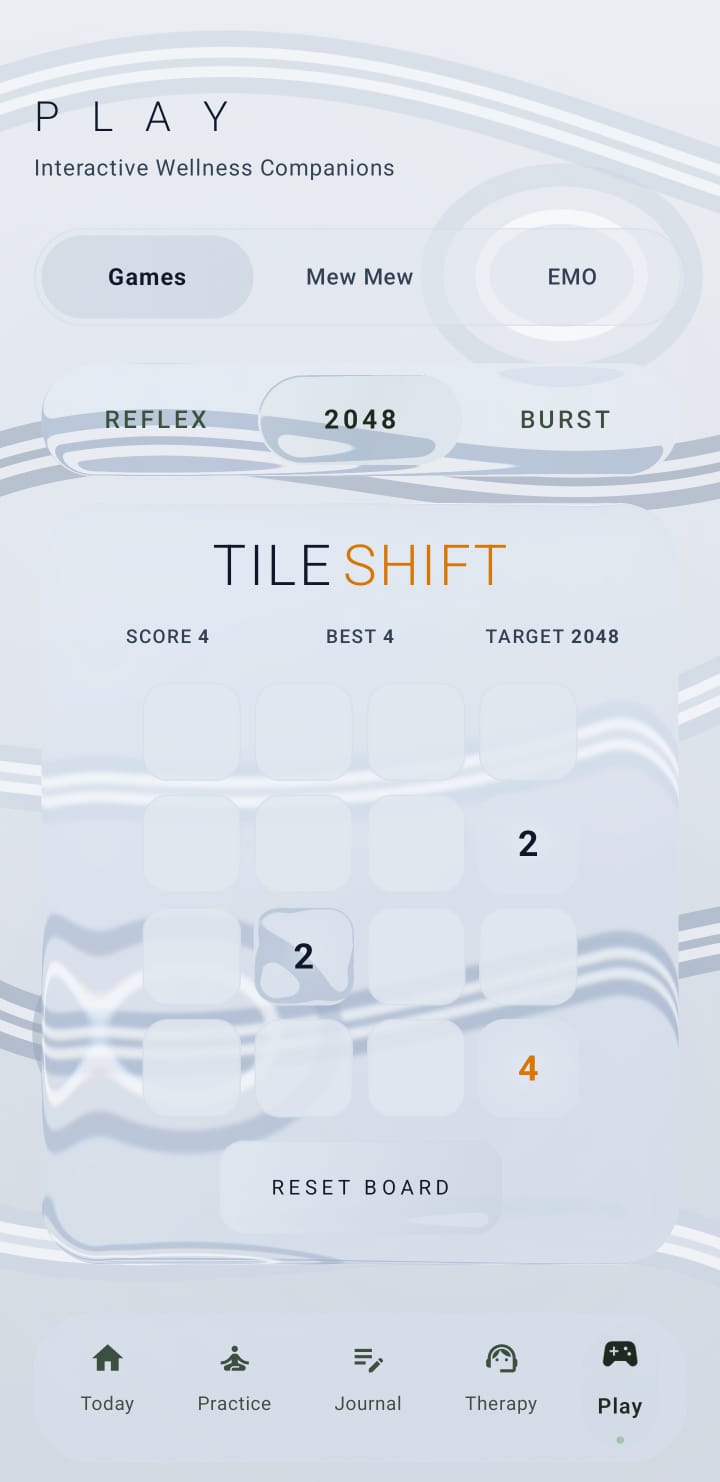 PLAY
Interactive Wellness Companions
Games Mew Mew EMO
REFLEX 2048 BURST
TILE SHIFT
SCORE 4 BEST 4 TARGET 2048
2
2
4
RESET BOARD
Today Practice Journal Therapy Play